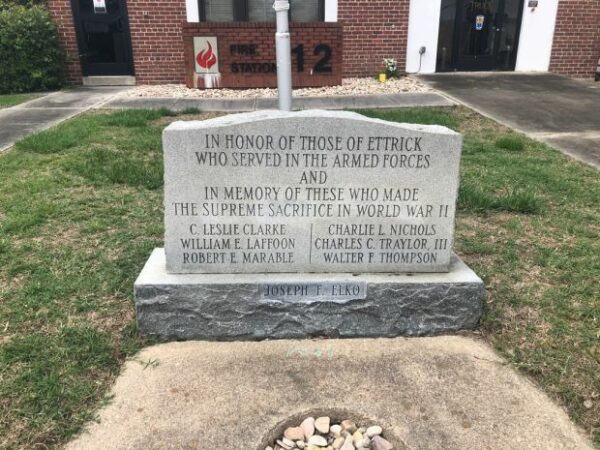 TRUCK
FIRE
STATION 12
IN HONOR OF THOSE OF ETTRICK
WHO SERVED IN THE ARMED FORCES
AND
IN MEMORY OF THESE WHO MADE
THE SUPREME SACRIFICE IN WORLD WAR II
C. LESLIE CLARKE
WILLIAM E. LAFFOON
ROBERT E. MARABLE
CHARLIE L. NICHOLS
CHARLES C. TRAYLOR, III
WALTER F. THOMPSON
JOSEPH T. ELKO